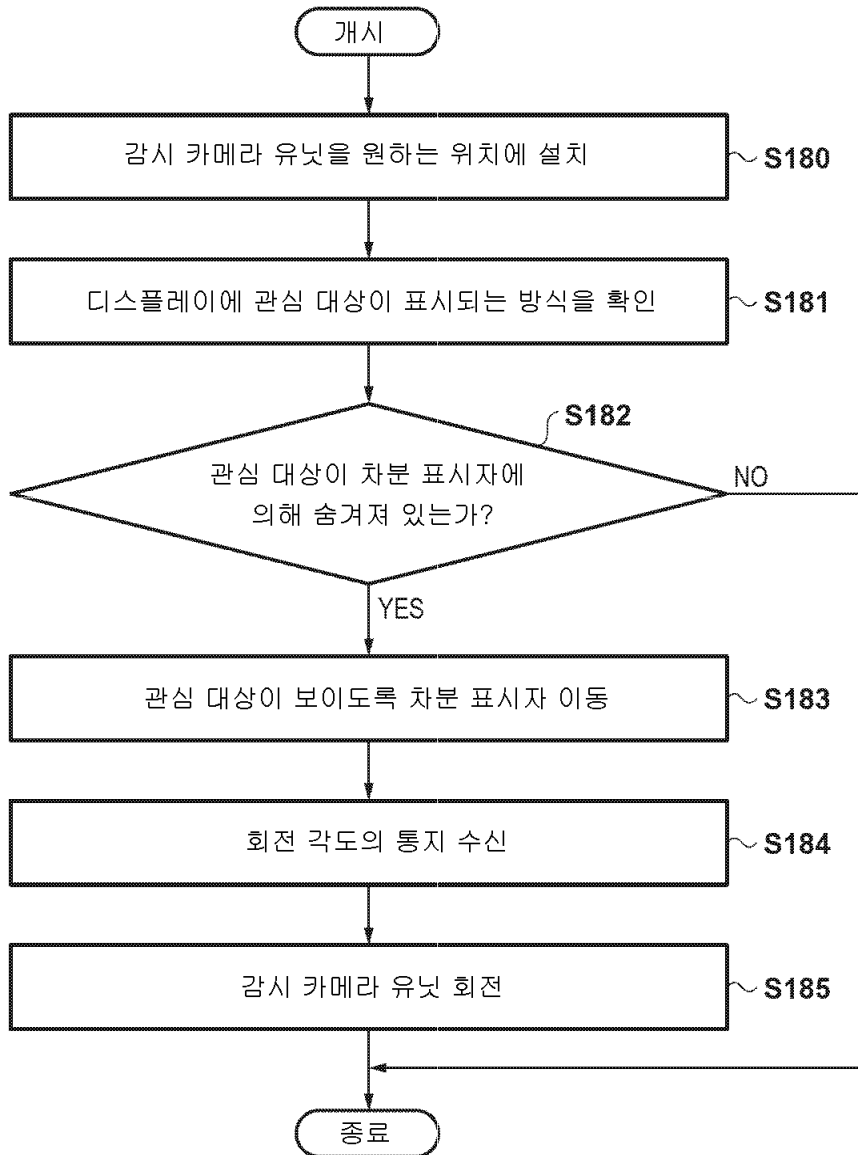 개시
감시 카메라 유닛을 원하는 위치에 설치
S180
디스플레이에 관심 대상이 표시되는 방식을 확인
S181
S182
관심 대상이 차분 표시자에
의해 숨겨져 있는가?
NO
YES
관심 대상이 보이도록 차분 표시자 이동
S183
회전 각도의 통지 수신
S184
감시 카메라 유닛 회전
S185
종료